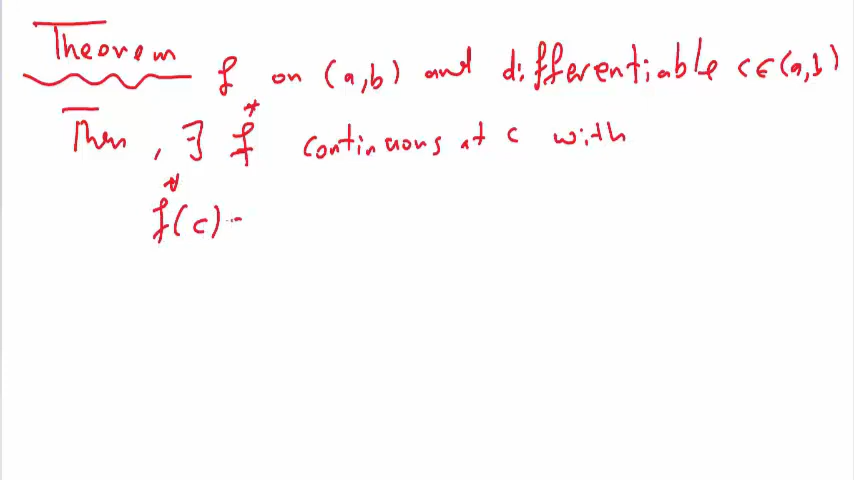 Theorem f on (a,b) and differentiable c∈(a,b)
Then, ∃ f* continuous at c with
f*(c) -